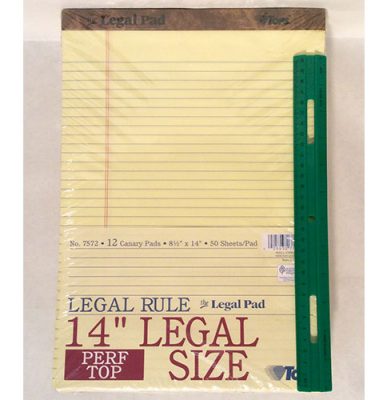 The Legal Pad Tops
No. 7572 • 12 Canary Pads • 8½" x 14" • 50 Sheets/Pad
LEGAL RULE The Legal Pad
14" LEGAL
PERF
TOP
SIZE
Tops